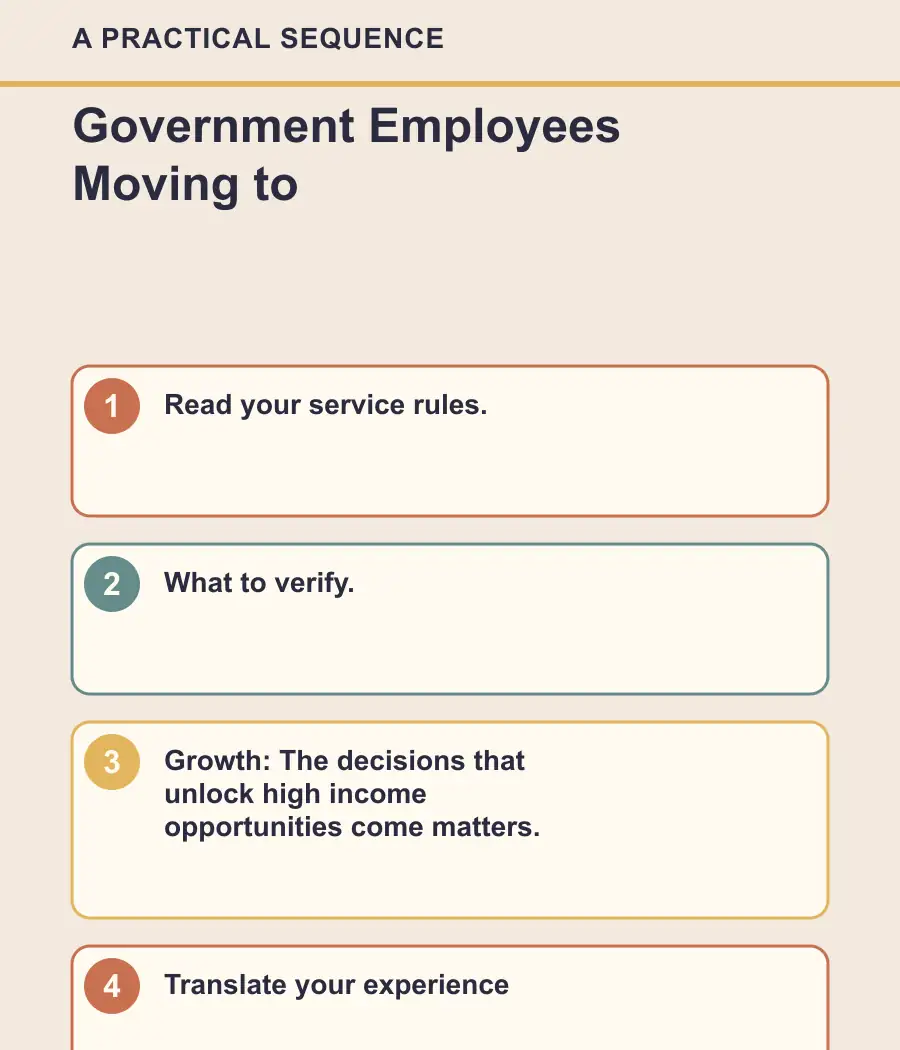 A PRACTICAL SEQUENCE
Government Employees
Moving to
1
Read your service rules.
2
What to verify.
3
Growth: The decisions that
unlock high income
opportunities come matters.
4
Translate your experience